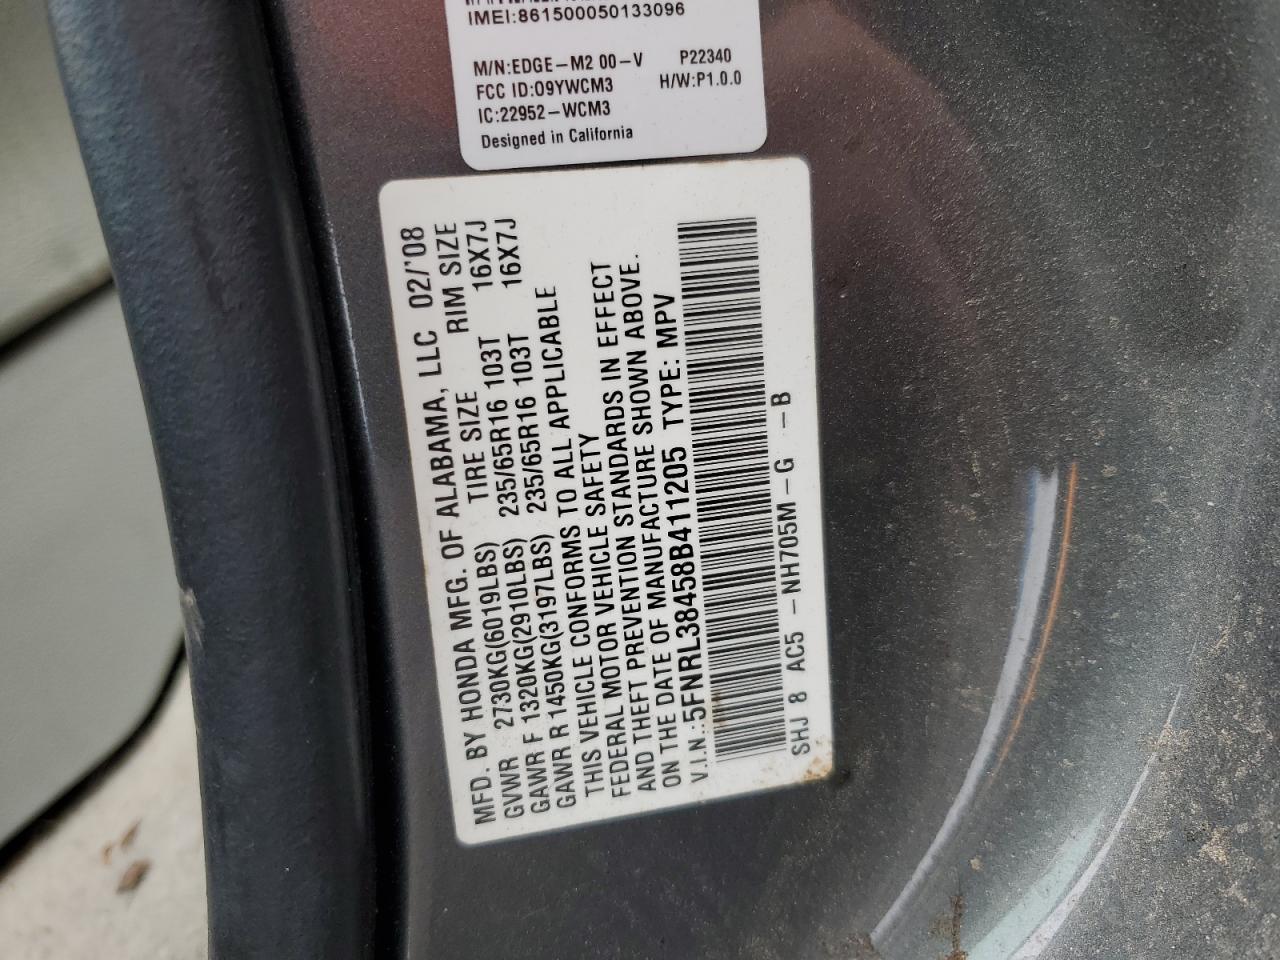 IMEI:861500050133096
M/N:EDGE-M2 00-V P22340
FCC ID:O9YWCM3 H/W:P1.0.0
IC:22952-WCM3
Designed in California
MFD. BY HONDA MFG. OF ALABAMA, LLC 02/'08
TIRE SIZE RIM SIZE
GVWR 2730KG(6019LBS)
GAWR F 1320KG(2910LBS) 235/65R16 103T 16X7J
GAWR R 1450KG(3197LBS) 235/65R16 103T 16X7J
THIS VEHICLE CONFORMS TO ALL APPLICABLE
FEDERAL MOTOR VEHICLE SAFETY
AND THEFT PREVENTION STANDARDS IN EFFECT
ON THE DATE OF MANUFACTURE SHOWN ABOVE.
V.I.N.:5FNRL38458B411205 TYPE: MPV
SHJ 8 AC5 -NH705M-G -B